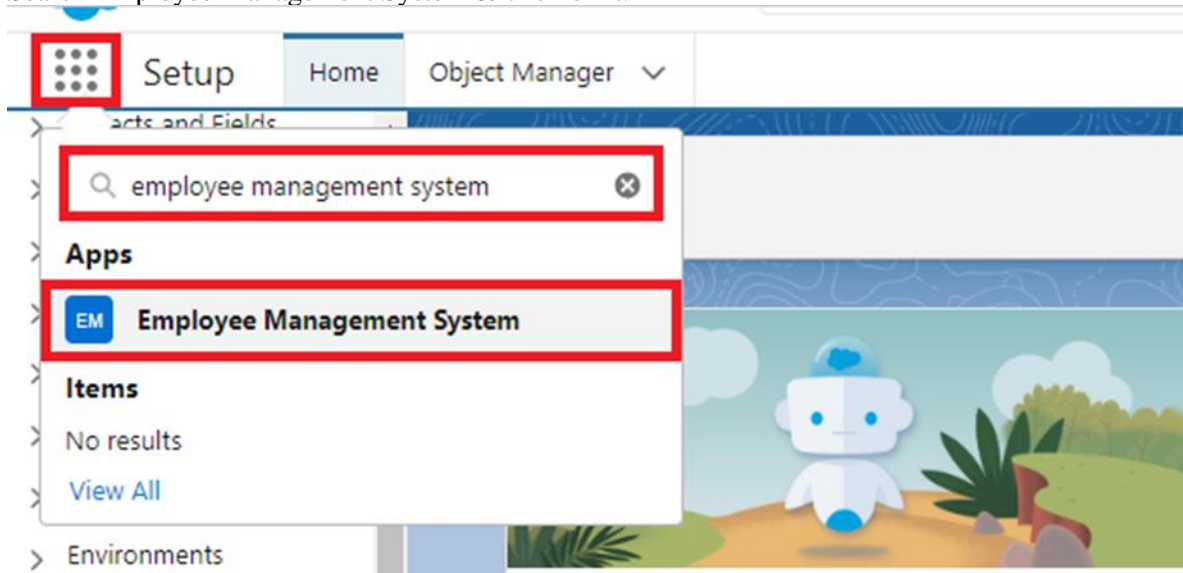 Setup Home Object Manager
employee management system
Apps
EM Employee Management System
Items
No results
View All
Environments